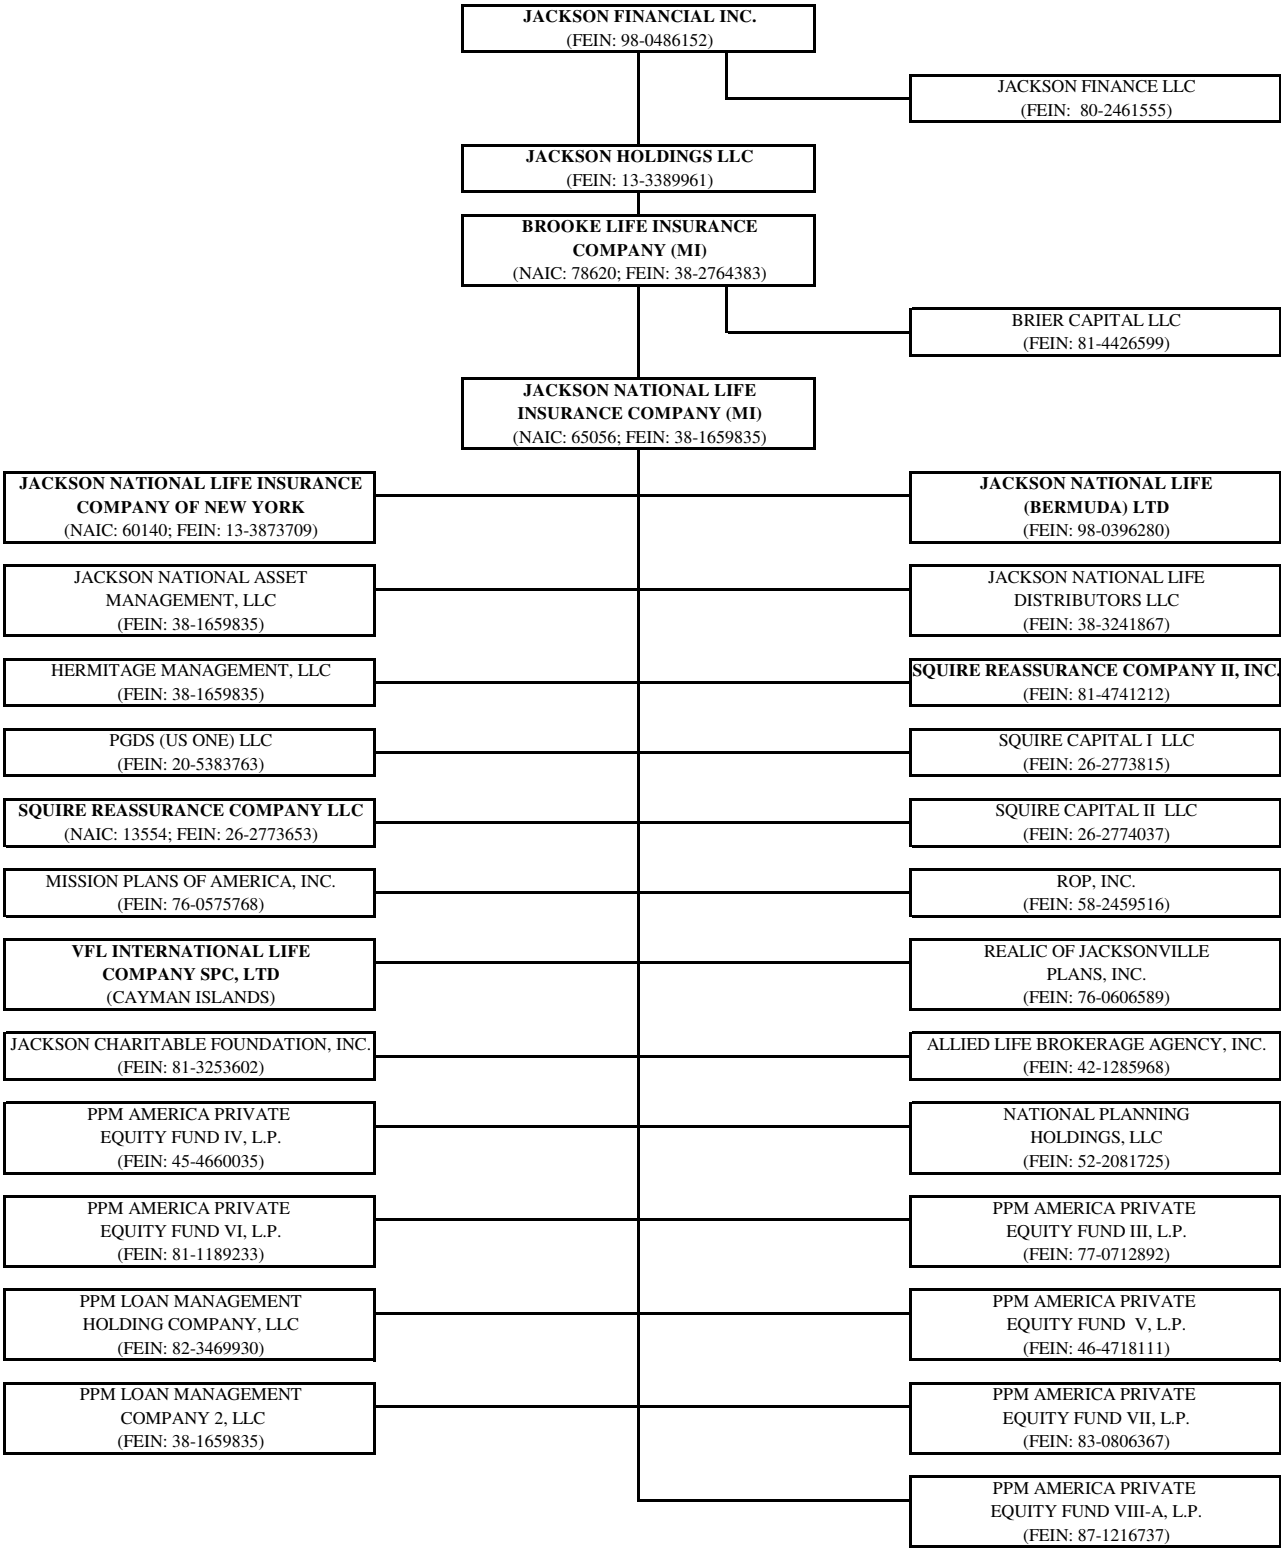 JACKSON FINANCIAL INC.
(FEIN: 98-0486152)
JACKSON FINANCE LLC
(FEIN: 80-2461555)
JACKSON HOLDINGS LLC
(FEIN: 13-3389961)
BROOKE LIFE INSURANCE
COMPANY (MI)
(NAIC: 78620; FEIN: 38-2764383)
BRIER CAPITAL LLC
(FEIN: 81-4426599)
JACKSON NATIONAL LIFE
INSURANCE COMPANY (MI)
(NAIC: 65056; FEIN: 38-1659835)
JACKSON NATIONAL LIFE INSURANCE
COMPANY OF NEW YORK
(NAIC: 60140; FEIN: 13-3873709)
JACKSON NATIONAL LIFE
(BERMUDA) LTD
(FEIN: 98-0396280)
JACKSON NATIONAL ASSET
MANAGEMENT, LLC
(FEIN: 38-1659835)
JACKSON NATIONAL LIFE
DISTRIBUTORS LLC
(FEIN: 38-3241867)
HERMITAGE MANAGEMENT, LLC
(FEIN: 38-1659835)
SQUIRE REASSURANCE COMPANY II, INC.
(FEIN: 81-4741212)
PGDS (US ONE) LLC
(FEIN: 20-5383763)
SQUIRE CAPITAL I LLC
(FEIN: 26-2773815)
SQUIRE REASSURANCE COMPANY LLC
(NAIC: 13554; FEIN: 26-2773653)
SQUIRE CAPITAL II LLC
(FEIN: 26-2774037)
MISSION PLANS OF AMERICA, INC.
(FEIN: 76-0575768)
ROP, INC.
(FEIN: 58-2459516)
VFL INTERNATIONAL LIFE
COMPANY SPC, LTD
(CAYMAN ISLANDS)
REALIC OF JACKSONVILLE
PLANS, INC.
(FEIN: 76-0606589)
JACKSON CHARITABLE FOUNDATION, INC.
(FEIN: 81-3253602)
ALLIED LIFE BROKERAGE AGENCY, INC.
(FEIN: 42-1285968)
PPM AMERICA PRIVATE
EQUITY FUND IV, L.P.
(FEIN: 45-4660035)
NATIONAL PLANNING
HOLDINGS, LLC
(FEIN: 52-2081725)
PPM AMERICA PRIVATE
EQUITY FUND VI, L.P.
(FEIN: 81-1189233)
PPM AMERICA PRIVATE
EQUITY FUND III, L.P.
(FEIN: 77-0712892)
PPM LOAN MANAGEMENT
HOLDING COMPANY, LLC
(FEIN: 82-3469930)
PPM AMERICA PRIVATE
EQUITY FUND V, L.P.
(FEIN: 46-4718111)
PPM LOAN MANAGEMENT
COMPANY 2, LLC
(FEIN: 38-1659835)
PPM AMERICA PRIVATE
EQUITY FUND VII, L.P.
(FEIN: 83-0806367)
PPM AMERICA PRIVATE
EQUITY FUND VIII-A, L.P.
(FEIN: 87-1216737)